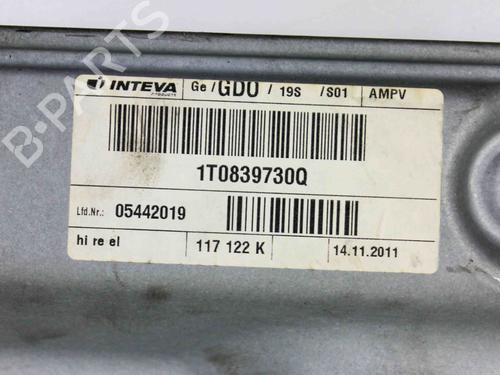 B-PARTS
INTEVA Ge/GDO / 19S /S01 AMPV
PRODUCTS
1T0839730Q
Lfd.Nr.: 05442019
hi re el 117 122 K 14.11.2011